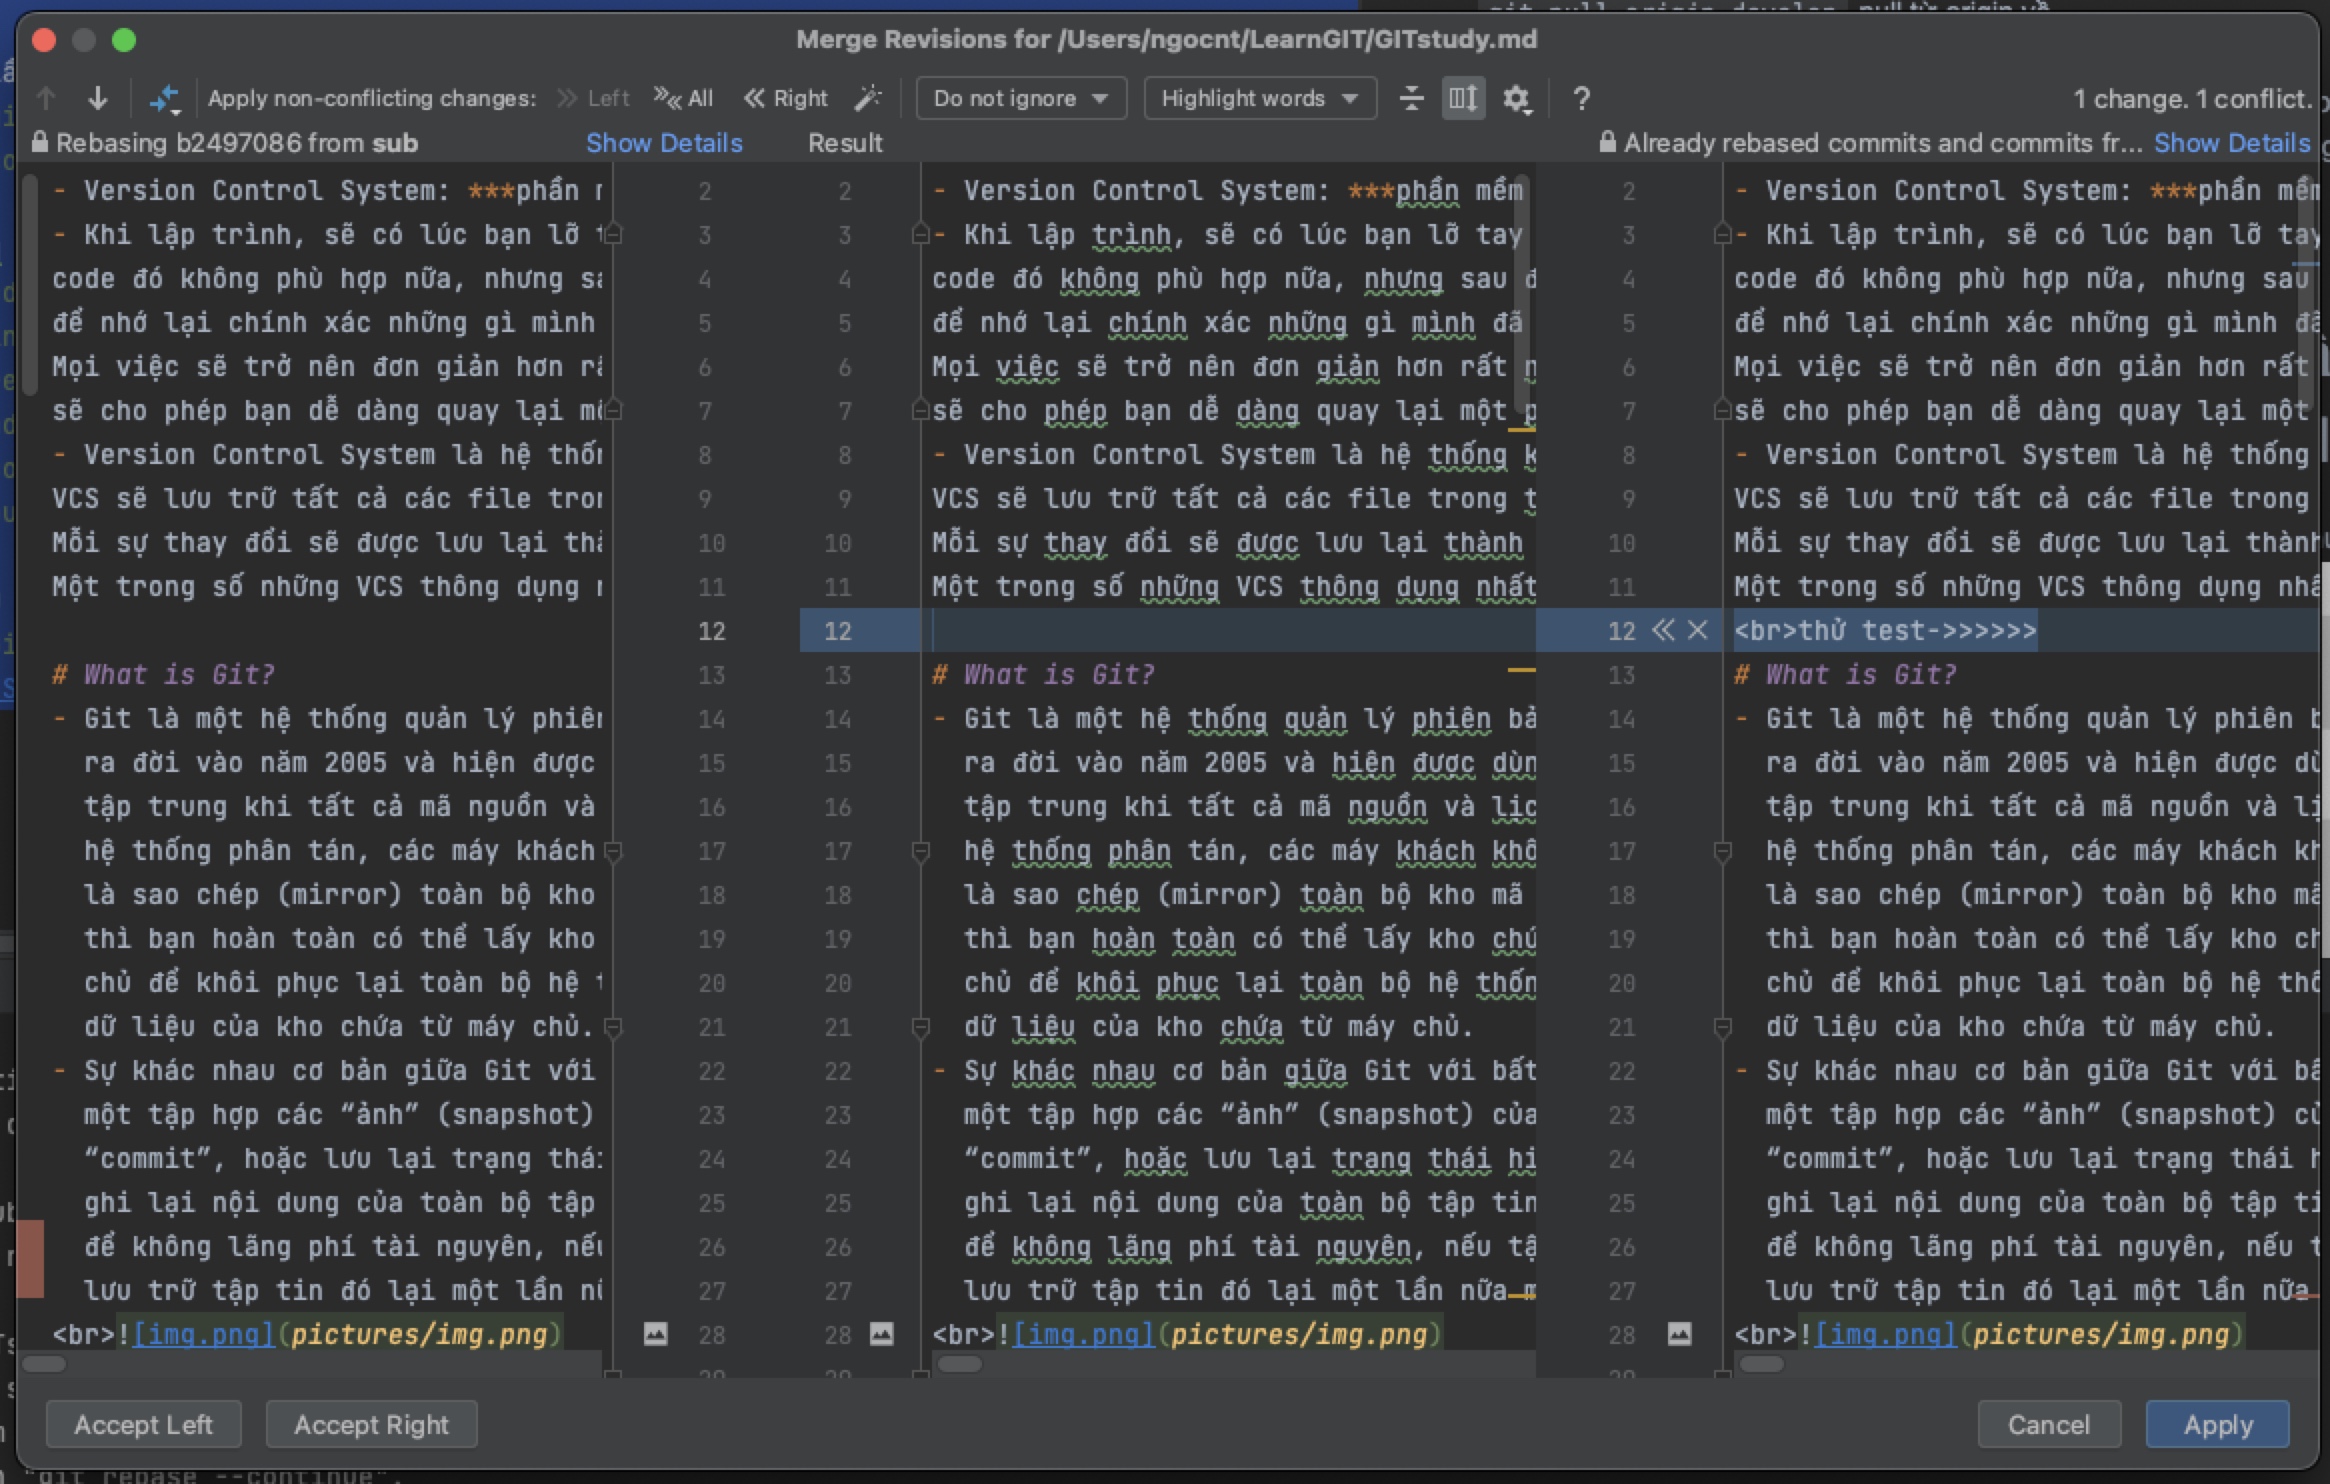 Merge Revisions for /Users/ngocnt/LearnGIT/GITstudy.md
Apply non-conflicting changes: Left All Right Do not ignore Highlight words ? 1 change. 1 conflict.
Rebasing b2497086 from sub Show Details Result Already rebased commits and commits fr... Show Details
- Version Control System: ***phần 2 2 - Version Control System: ***phần mềm 2 - Version Control System: ***phần mềm
- Khi lập trình, sẽ có lúc bạn lỡ 3 3 - Khi lập trình, sẽ có lúc bạn lỡ tay 3 - Khi lập trình, sẽ có lúc bạn lỡ tay
code đó không phù hợp nữa, nhưng 4 4 code đó không phù hợp nữa, nhưng sau 4 code đó không phù hợp nữa, nhưng sau
để nhớ lại chính xác những gì mình 5 5 để nhớ lại chính xác những gì mình đã 5 để nhớ lại chính xác những gì mình đã
Mọi việc sẽ trở nên đơn giản hơn 6 6 Mọi việc sẽ trở nên đơn giản hơn rất 6 Mọi việc sẽ trở nên đơn giản hơn rất
sẽ cho phép bạn dễ dàng quay lại 7 7 sẽ cho phép bạn dễ dàng quay lại một 7 sẽ cho phép bạn dễ dàng quay lại một
- Version Control System là hệ 8 8 - Version Control System là hệ thống 8 - Version Control System là hệ thống
VCS sẽ lưu trữ tất cả các file 9 9 VCS sẽ lưu trữ tất cả các file trong 9 VCS sẽ lưu trữ tất cả các file trong
Mỗi sự thay đổi sẽ được lưu lại 10 10 Mỗi sự thay đổi sẽ được lưu lại thành 10 Mỗi sự thay đổi sẽ được lưu lại thành
Một trong số những VCS thông dụng 11 11 Một trong số những VCS thông dụng nhất 11 Một trong số những VCS thông dụng
12 12 12 <br>thử test->>>>>>
# What is Git? 13 13 # What is Git? 13 # What is Git?
- Git là một hệ thống quản lý 14 14 - Git là một hệ thống quản lý phiên 14 - Git là một hệ thống quản lý phiên
ra đời vào năm 2005 và hiện được 15 15 ra đời vào năm 2005 và hiện được 15 ra đời vào năm 2005 và hiện được
tập trung khi tất cả mã nguồn và 16 16 tập trung khi tất cả mã nguồn và 16 tập trung khi tất cả mã nguồn và
hệ thống phân tán, các máy khách 17 17 hệ thống phân tán, các máy khách 17 hệ thống phân tán, các máy khách
là sao chép (mirror) toàn bộ kho 18 18 là sao chép (mirror) toàn bộ kho mã 18 là sao chép (mirror) toàn bộ kho mã
thì bạn hoàn toàn có thể lấy kho 19 19 thì bạn hoàn toàn có thể lấy kho 19 thì bạn hoàn toàn có thể lấy kho
chủ để khôi phục lại toàn bộ hệ 20 20 chủ để khôi phục lại toàn bộ hệ 20 chủ để khôi phục lại toàn bộ hệ
dữ liệu của kho chứa từ máy chủ. 21 21 dữ liệu của kho chứa từ máy chủ. 21 dữ liệu của kho chứa từ máy chủ.
- Sự khác nhau cơ bản giữa Git với 22 22 - Sự khác nhau cơ bản giữa Git với bất 22 - Sự khác nhau cơ bản giữa Git với
một tập hợp các “ảnh” (snapshot) 23 23 một tập hợp các “ảnh” (snapshot) của 23 một tập hợp các “ảnh” (snapshot)
“commit”, hoặc lưu lại trạng thái 24 24 “commit”, hoặc lưu lại trạng thái 24 “commit”, hoặc lưu lại trạng thái
ghi lại nội dung của toàn bộ tập 25 25 ghi lại nội dung của toàn bộ tập tin 25 ghi lại nội dung của toàn bộ tập
để không lãng phí tài nguyên, 26 26 để không lãng phí tài nguyên, nếu 26 để không lãng phí tài nguyên, nếu
lưu trữ tập tin đó lại một lần 27 27 lưu trữ tập tin đó lại một lần nữa 27 lưu trữ tập tin đó lại một lần nữa
<br>![img.png](pictures/img.png) 28 28 <br>![img.png](pictures/img.png) 28 <br>![img.png](pictures/img.png)
Accept Left Accept Right Cancel Apply
"git rebase --continue".